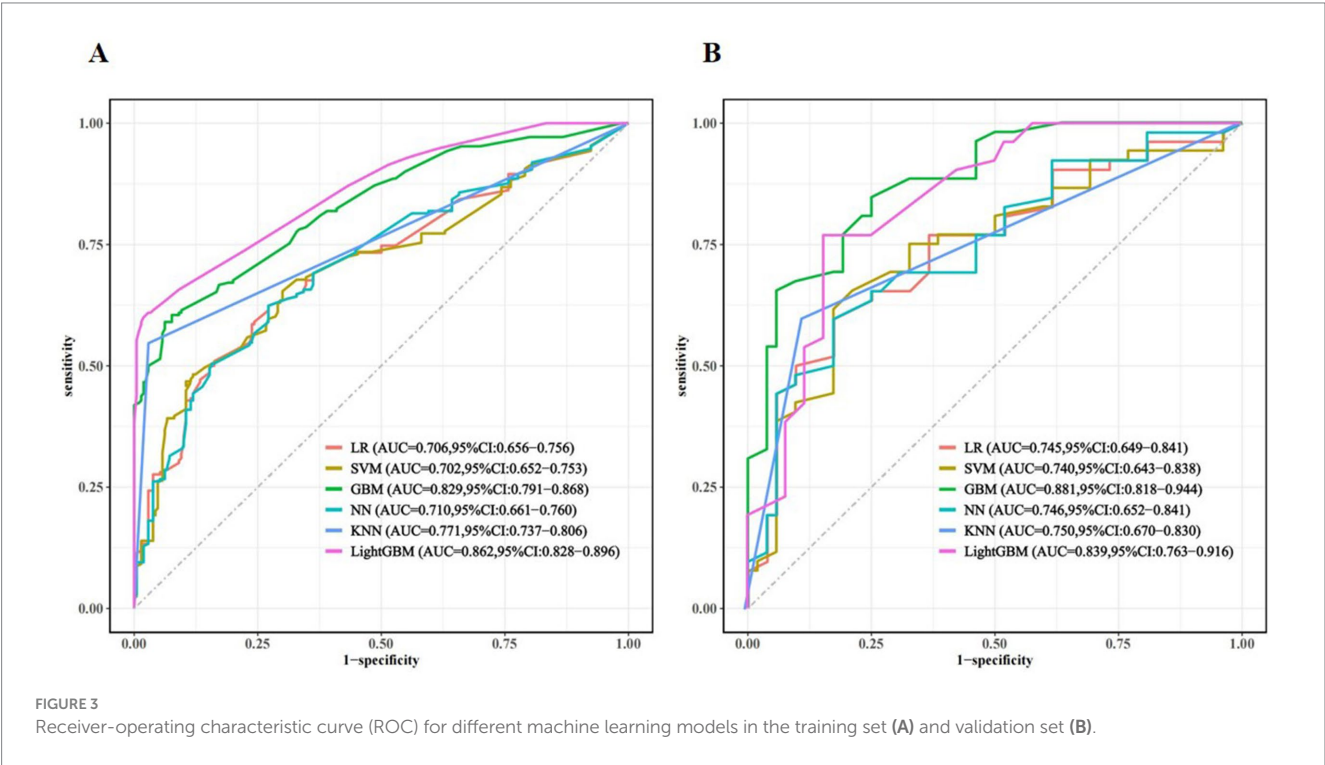 A
1.00
0.75
0.50
0.25
0.00
sensitivity
LR (AUC=0.706,95%CI:0.656−0.756)
SVM (AUC=0.702,95%CI:0.652−0.753)
GBM (AUC=0.829,95%CI:0.791−0.868)
NN (AUC=0.710,95%CI:0.661−0.760)
KNN (AUC=0.771,95%CI:0.737−0.806)
LightGBM (AUC=0.862,95%CI:0.828−0.896)
0.00 0.25 0.50 0.75 1.00
1−specificity
B
1.00
0.75
0.50
0.25
0.00
sensitivity
LR (AUC=0.745,95%CI:0.649−0.841)
SVM (AUC=0.740,95%CI:0.643−0.838)
GBM (AUC=0.881,95%CI:0.818−0.944)
NN (AUC=0.746,95%CI:0.652−0.841)
KNN (AUC=0.750,95%CI:0.670−0.830)
LightGBM (AUC=0.839,95%CI:0.763−0.916)
0.00 0.25 0.50 0.75 1.00
1−specificity
FIGURE 3
Receiver-operating characteristic curve (ROC) for different machine learning models in the training set (A) and validation set (B).